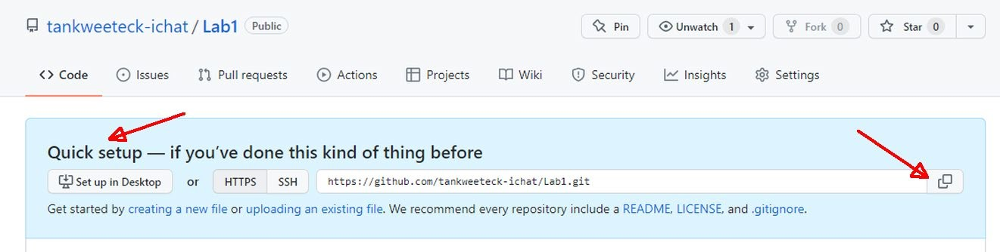 tankweeteck-ichat / Lab1 Public Pin Unwatch 1 Fork 0 Star 0
Code Issues Pull requests Actions Projects Wiki Security Insights Settings
Quick setup — if you’ve done this kind of thing before
Set up in Desktop or HTTPS SSH https://github.com/tankweeteck-ichat/Lab1.git
Get started by creating a new file or uploading an existing file. We recommend every repository include a README, LICENSE, and .gitignore.